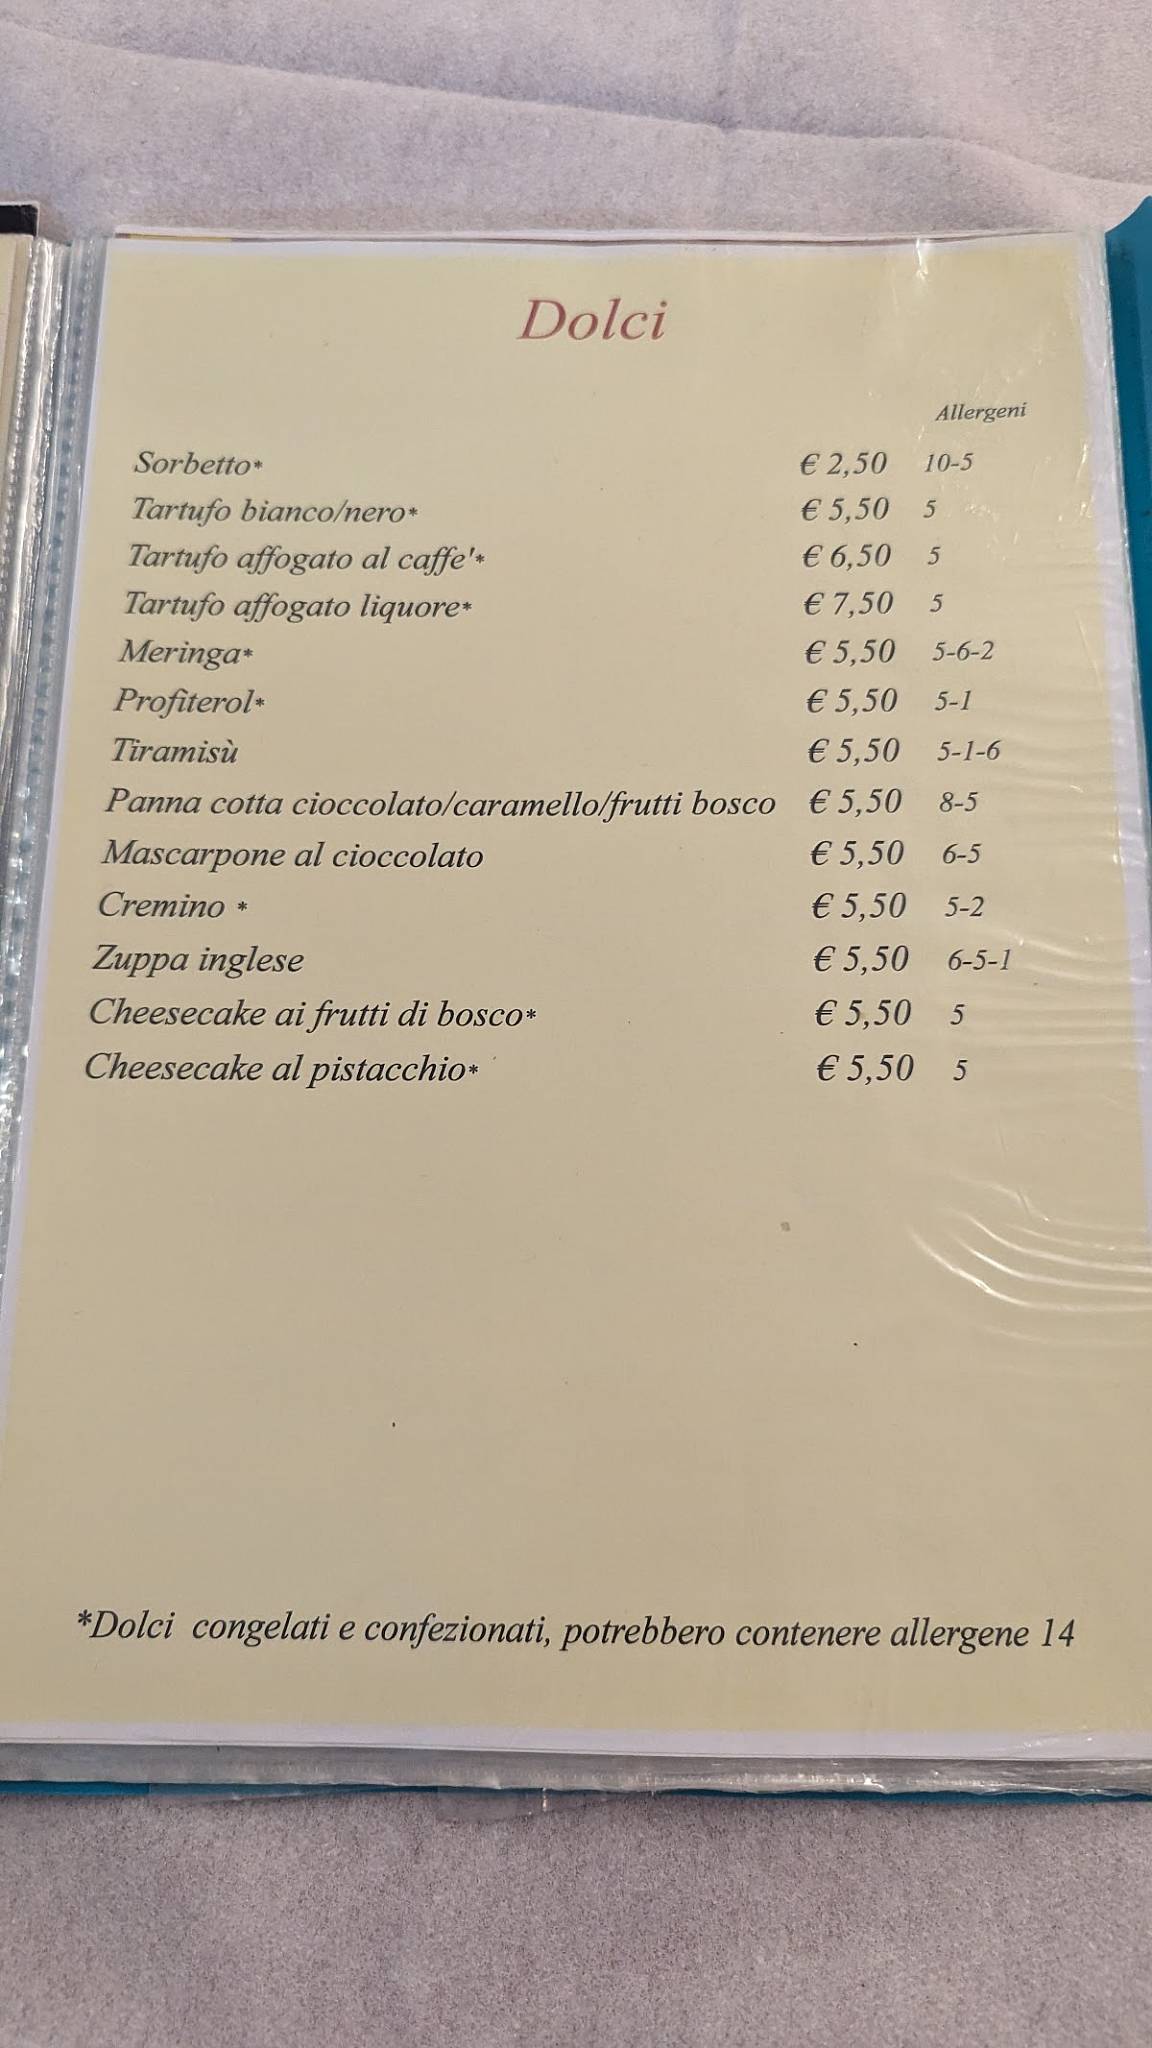 Dolci
Allergeni
Sorbetto* € 2,50 10-5
Tartufo bianco/nero* € 5,50 5
Tartufo affogato al caffe'* € 6,50 5
Tartufo affogato liquore* € 7,50 5
Meringa* € 5,50 5-6-2
Profiterol* € 5,50 5-1
Tiramisù € 5,50 5-1-6
Panna cotta cioccolato/caramello/frutti bosco € 5,50 8-5
Mascarpone al cioccolato € 5,50 6-5
Cremino * € 5,50 5-2
Zuppa inglese € 5,50 6-5-1
Cheesecake ai frutti di bosco* € 5,50 5
Cheesecake al pistacchio* € 5,50 5
*Dolci congelati e confezionati, potrebbero contenere allergene 14